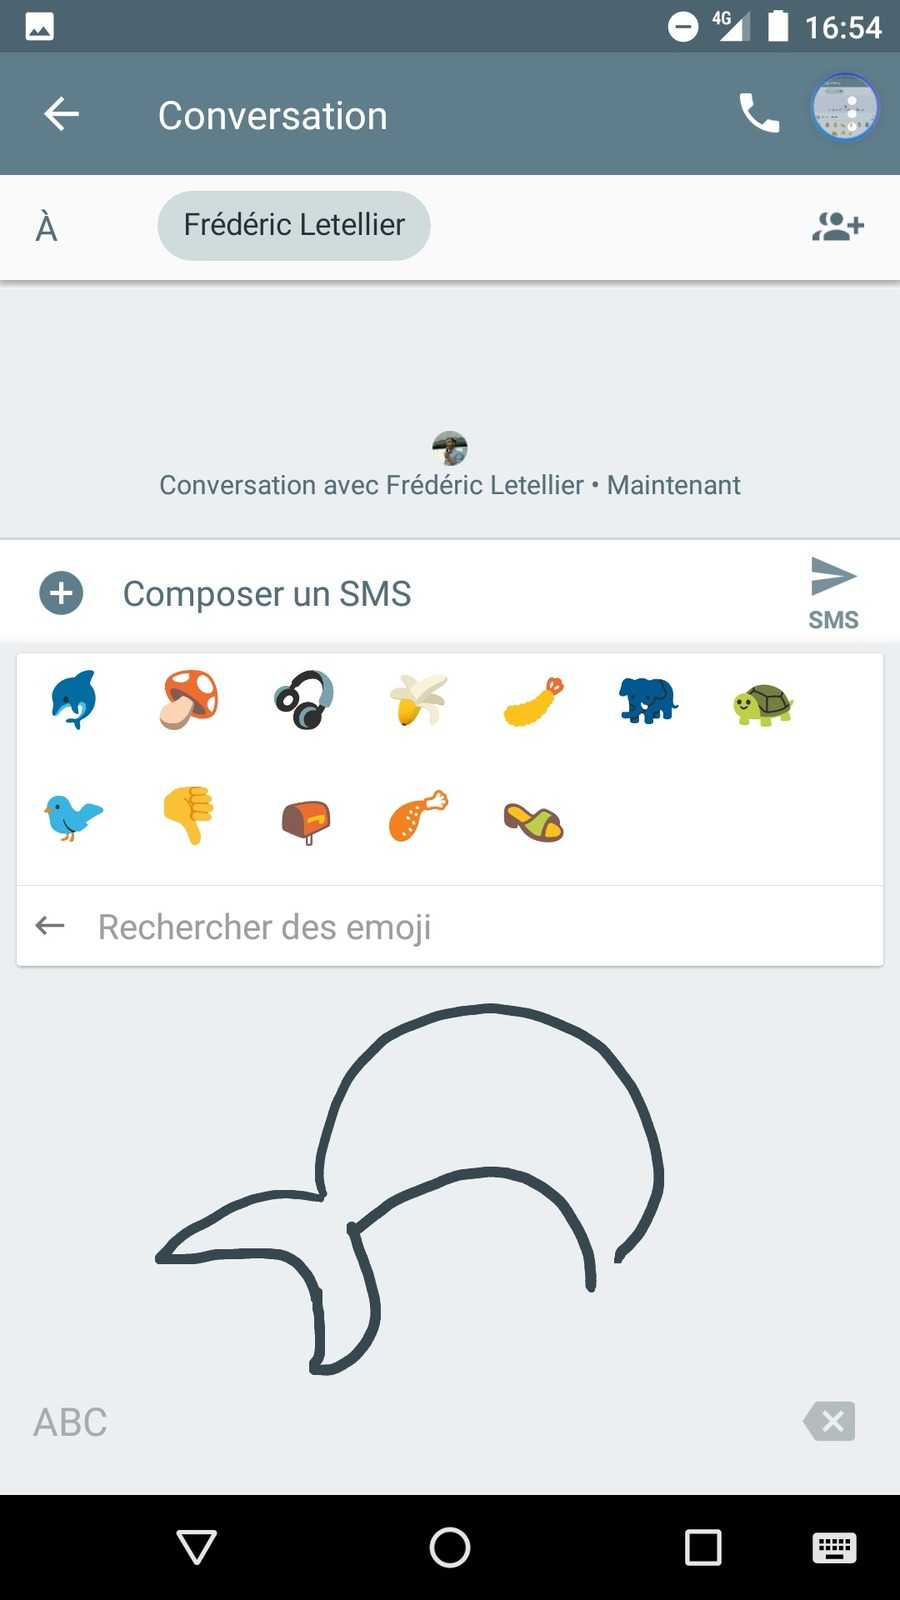 4G 16:54
Conversation
À Frédéric Letellier
Conversation avec Frédéric Letellier • Maintenant
Composer un SMS
SMS
Rechercher des emoji
ABC